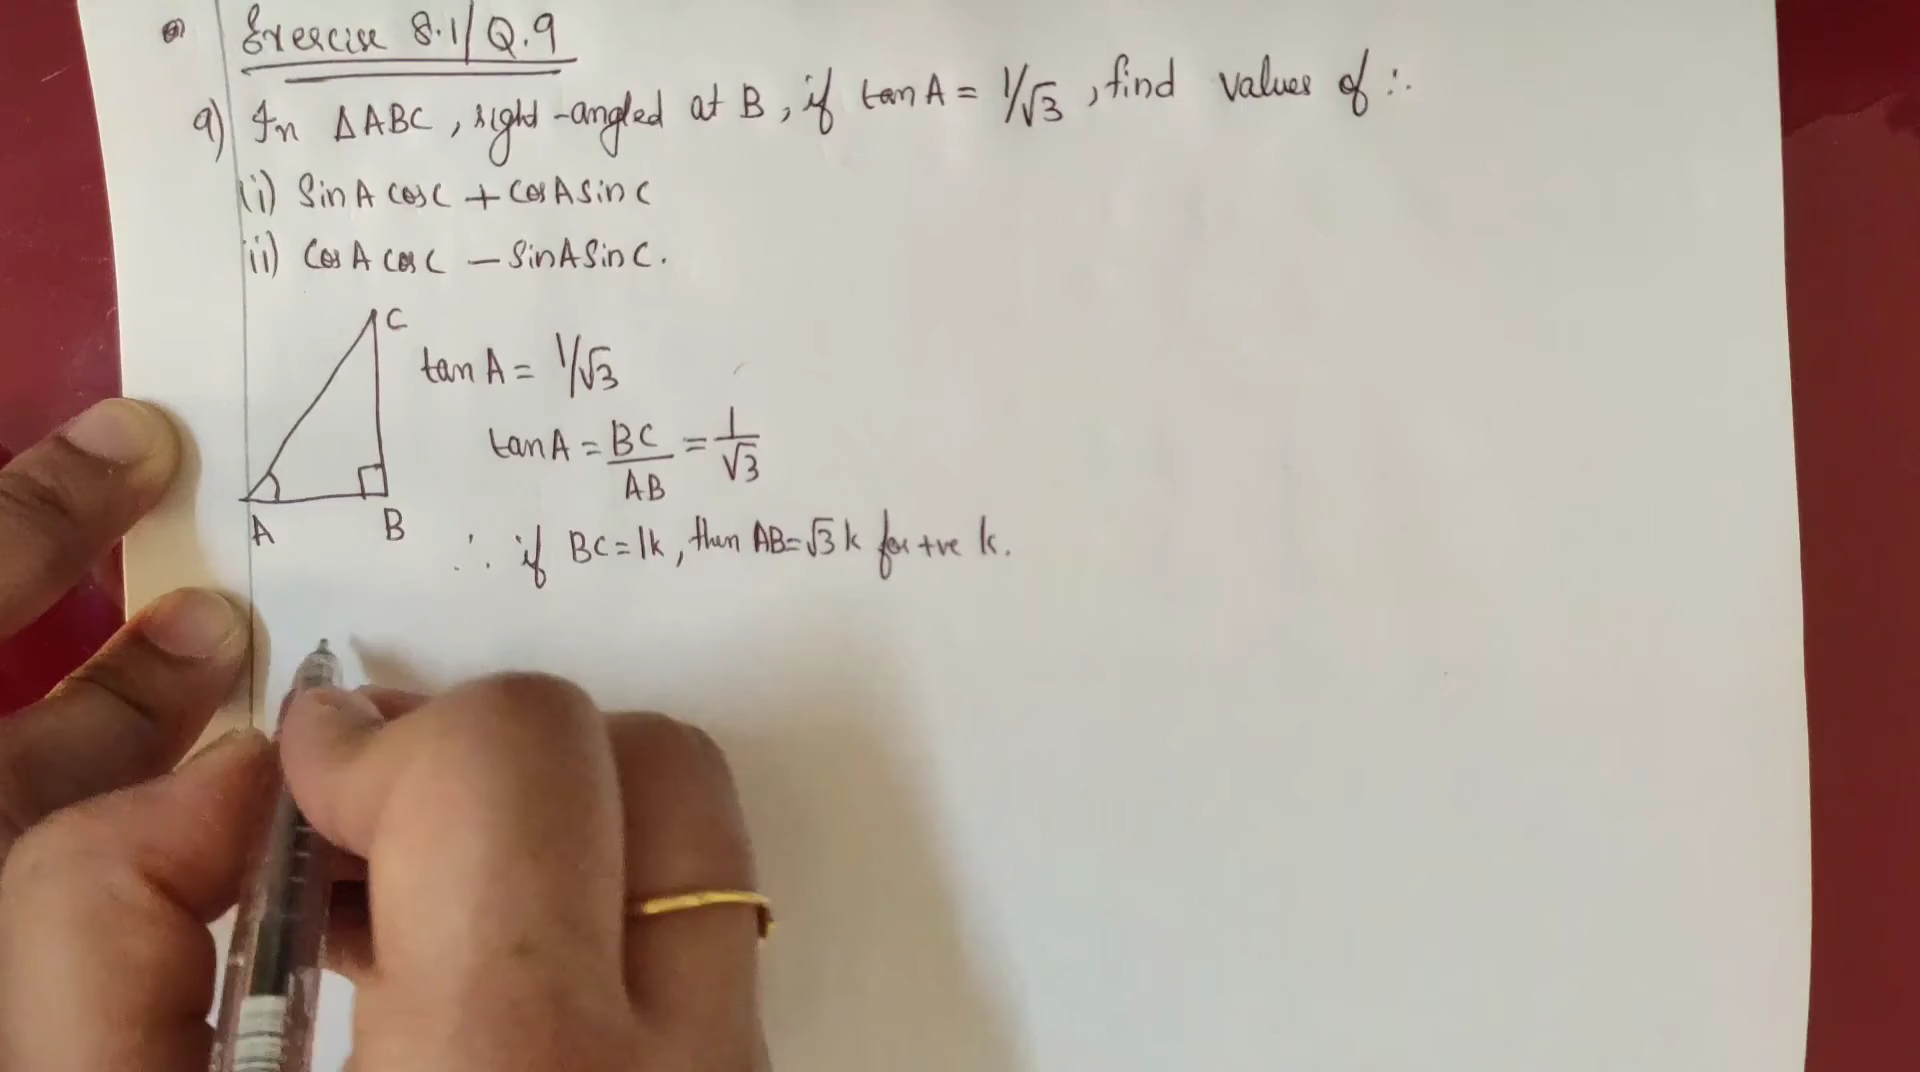 Exercise 8.1/Q.9
9) In ΔABC, right-angled at B, if tan A = 1/√3, find values of :.
(i) Sin A cos C + Cos A Sin C
ii) Cos A cos C – Sin A Sin C.
C
tan A = 1/√3
tan A = BC/AB = 1/√3
A B
∴ if BC = 1k, then AB = √3 k for +ve k.